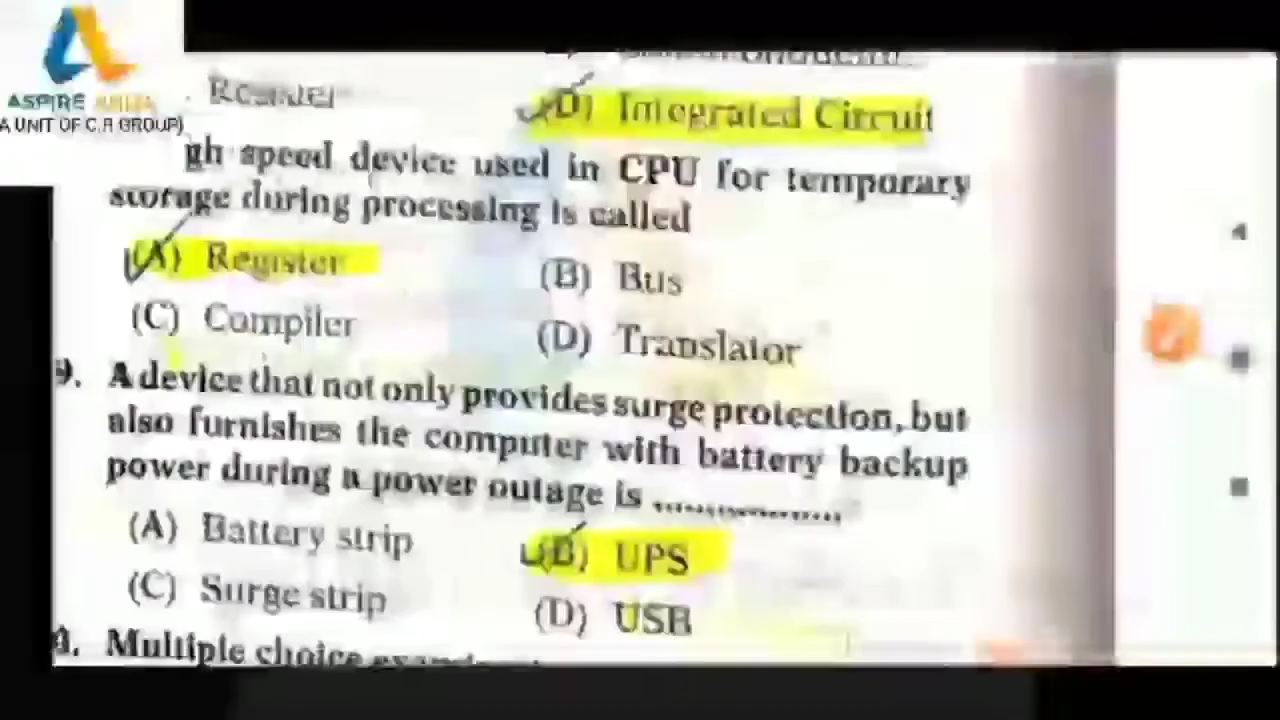 ASPIRE
A UNIT OF C.R GROUP)
Register
(D) Integrated Circuit
gh speed device used in CPU for temporary
storage during processing is called
(A) Register
(B) Bus
(C) Compiler
(D) Translator
9. A device that not only provides surge protection, but
also furnishes the computer with battery backup
power during a power outage is ................
(A) Battery strip
(B) UPS
(C) Surge strip
(D) USB
Multiple choice